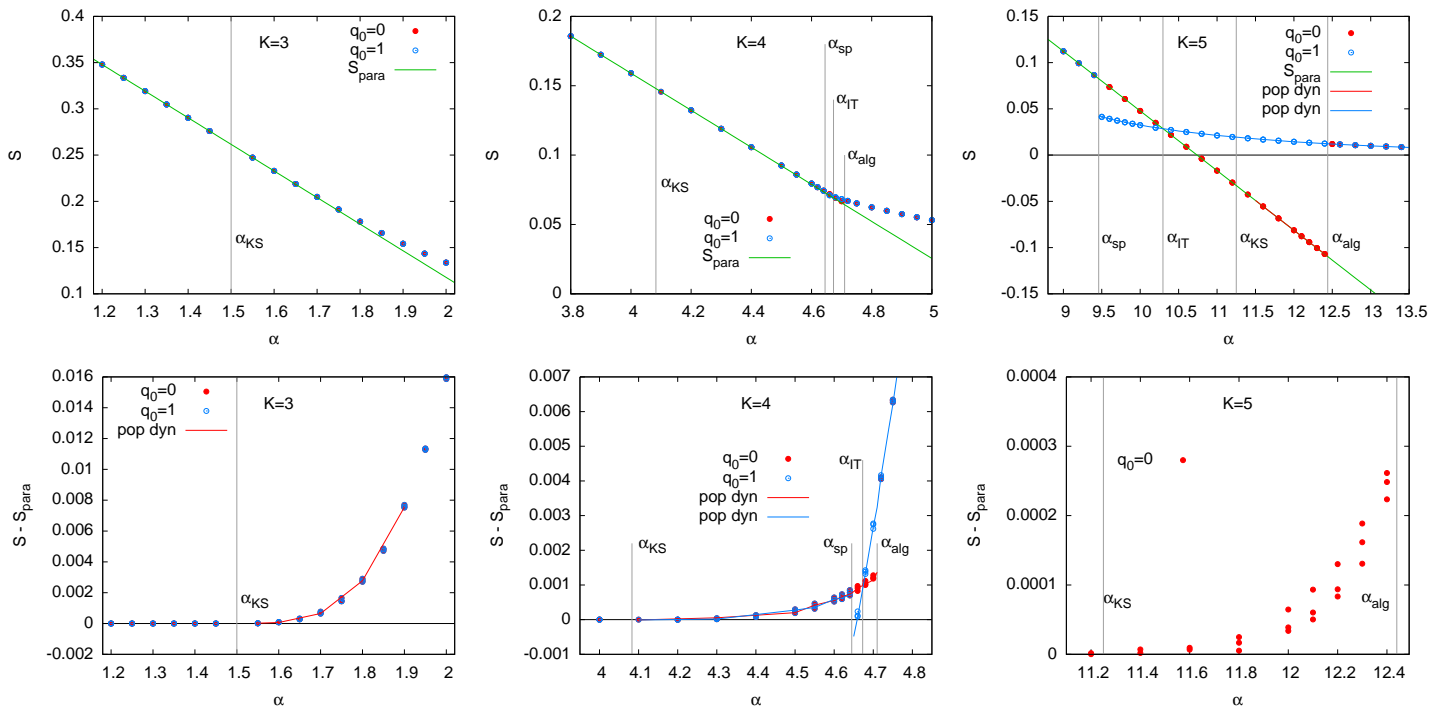 0.4
0.35
0.3
0.25
0.2
0.15
0.1
S
1.2 1.3 1.4 1.5 1.6 1.7 1.8 1.9 2
α
K=3
q0=0
q0=1
Spara
αKS
0.2
0.15
0.1
0.05
0
S
3.8 4 4.2 4.4 4.6 4.8 5
α
K=4
αsp
αIT
αalg
αKS
q0=0
q0=1
Spara
0.15
0.1
0.05
0
-0.05
-0.1
-0.15
S
9 9.5 10 10.5 11 11.5 12 12.5 13 13.5
α
K=5
q0=0
q0=1
Spara
pop dyn
pop dyn
αsp
αIT
αKS
αalg
0.016
0.014
0.012
0.01
0.008
0.006
0.004
0.002
0
-0.002
S - Spara
1.2 1.3 1.4 1.5 1.6 1.7 1.8 1.9 2
α
q0=0
q0=1
pop dyn
K=3
αKS
0.007
0.006
0.005
0.004
0.003
0.002
0.001
0
-0.001
S - Spara
4 4.1 4.2 4.3 4.4 4.5 4.6 4.7 4.8
α
K=4
q0=0
q0=1
pop dyn
pop dyn
αIT
αKS
αsp
αalg
0.0004
0.0003
0.0002
0.0001
0
S - Spara
11.2 11.4 11.6 11.8 12 12.2 12.4
α
K=5
q0=0
αKS
αalg